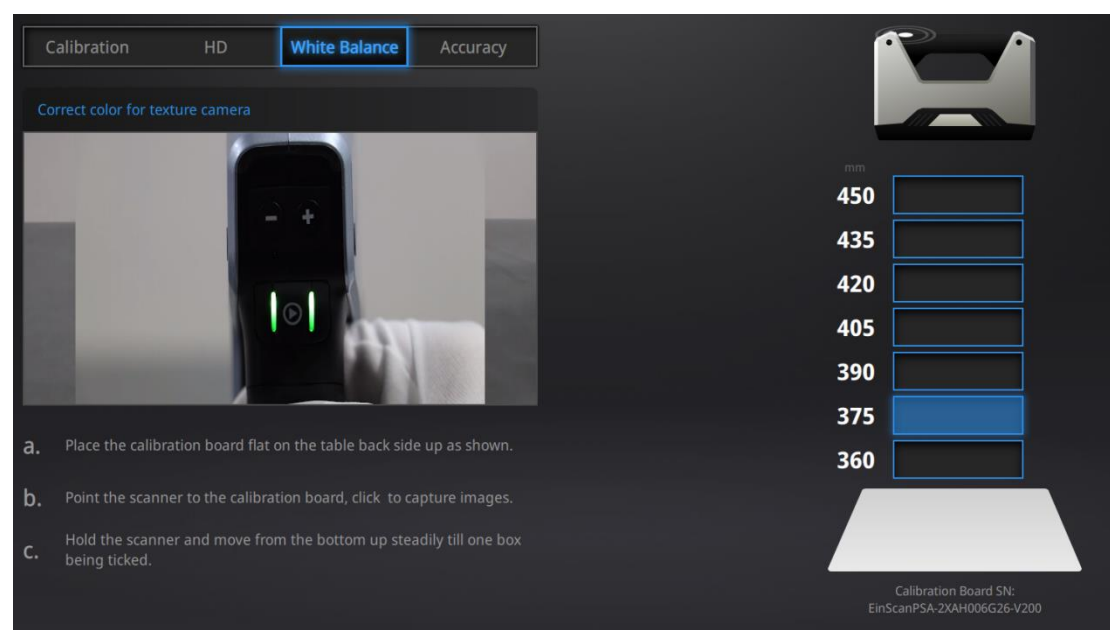 Calibration
HD
White Balance
Accuracy
Correct color for texture camera
a. Place the calibration board flat on the table back side up as shown.
b. Point the scanner to the calibration board, click  to capture images.
c. Hold the scanner and move from the bottom up steadily till one box
being ticked.
mm
450
435
420
405
390
375
360
Calibration Board SN:
EinScanPSA-2XAH006G26-V200